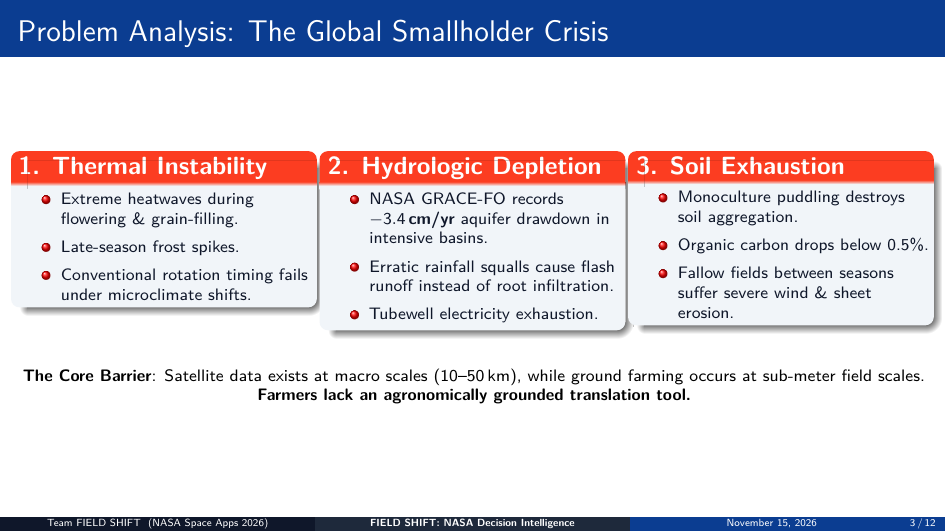 Problem Analysis: The Global Smallholder Crisis
1. Thermal Instability
Extreme heatwaves during
flowering & grain-filling.
Late-season frost spikes.
Conventional rotation timing fails
under microclimate shifts.
2. Hydrologic Depletion
NASA GRACE-FO records
−3.4 cm/yr aquifer drawdown in
intensive basins.
Erratic rainfall squalls cause flash
runoff instead of root infiltration.
Tubewell electricity exhaustion.
3. Soil Exhaustion
Monoculture puddling destroys
soil aggregation.
Organic carbon drops below 0.5%.
Fallow fields between seasons
suffer severe wind & sheet
erosion.
The Core Barrier: Satellite data exists at macro scales (10–50 km), while ground farming occurs at sub-meter field scales.
Farmers lack an agronomically grounded translation tool.
Team FIELD SHIFT (NASA Space Apps 2026)
FIELD SHIFT: NASA Decision Intelligence
November 15, 2026
3 / 12